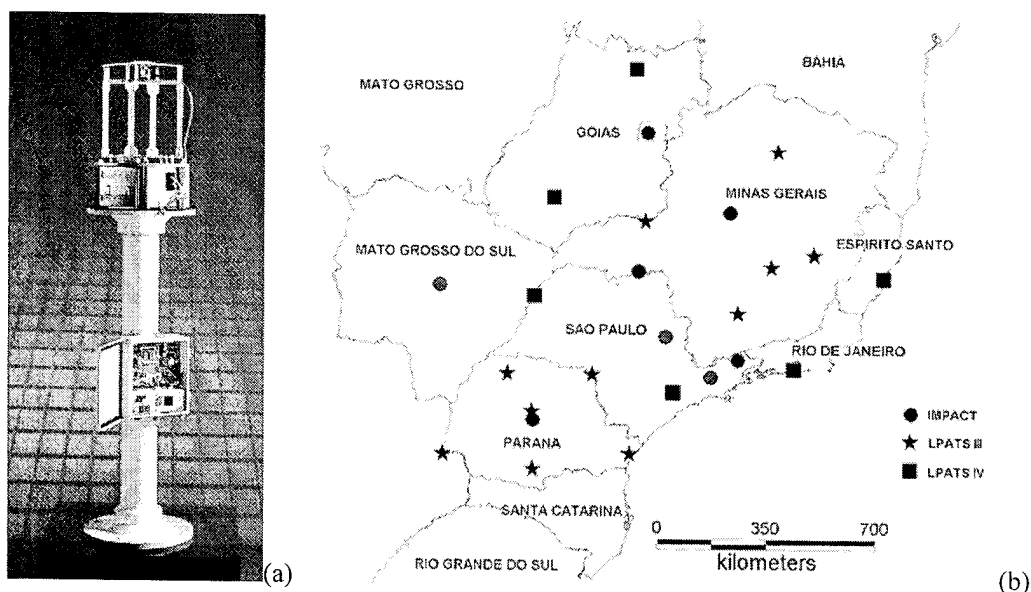 BAHIA
MATO GROSSO
GOIAS
MINAS GERAIS
ESPIRITO SANTO
MATO GROSSO DO SUL
SAO PAULO
RIO DE JANEIRO
IMPACT
LPATS III
PARANA
LPATS IV
SANTA CATARINA
0 350 700
kilometers
RIO GRANDE DO SUL
(a)
(b)